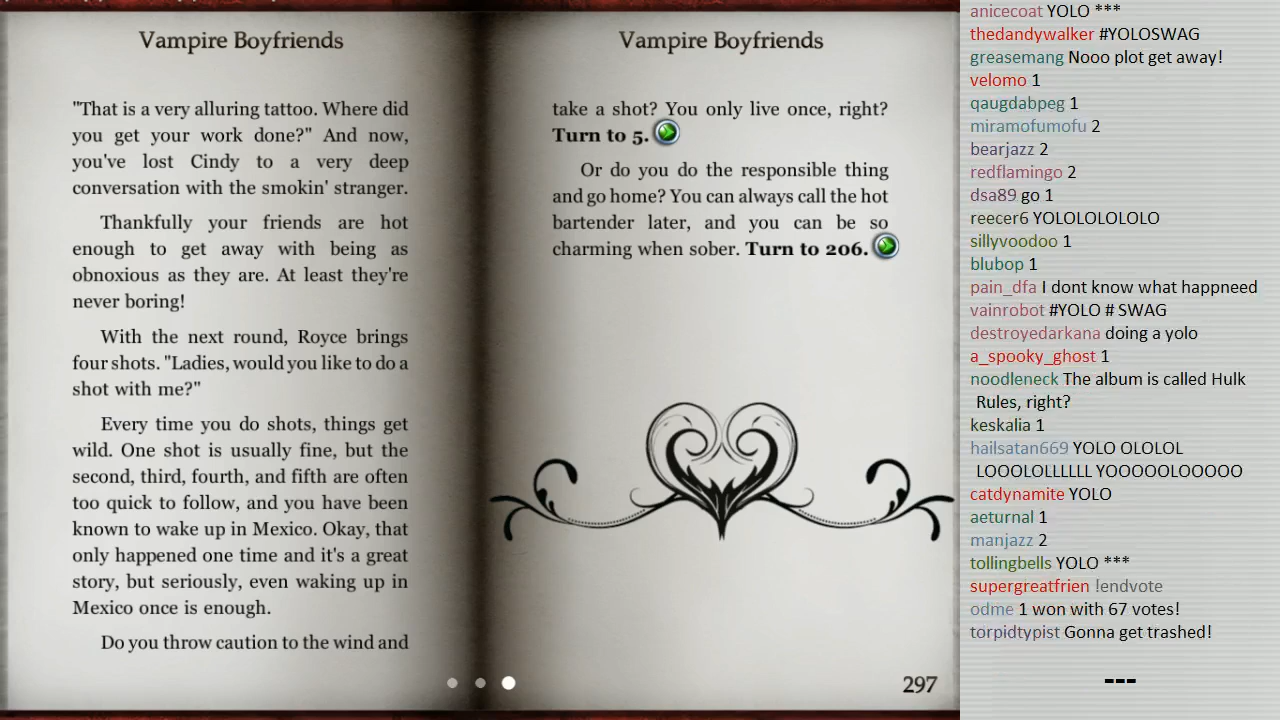 Vampire Boyfriends
"That is a very alluring tattoo. Where did
you get your work done?" And now,
you've lost Cindy to a very deep
conversation with the smokin' stranger.
Thankfully your friends are hot
enough to get away with being as
obnoxious as they are. At least they're
never boring!
With the next round, Royce brings
four shots. "Ladies, would you like to do a
shot with me?"
Every time you do shots, things get
wild. One shot is usually fine, but the
second, third, fourth, and fifth are often
too quick to follow, and you have been
known to wake up in Mexico. Okay, that
only happened one time and it's a great
story, but seriously, even waking up in
Mexico once is enough.
Do you throw caution to the wind and
Vampire Boyfriends
take a shot? You only live once, right?
Turn to 5.
Or do you do the responsible thing
and go home? You can always call the hot
bartender later, and you can be so
charming when sober. Turn to 206.
297
anicecoat YOLO ***
thedandywalker #YOLOSWAG
greasemang Nooo plot get away!
velomo 1
qaugdabpeg 1
miramofumofu 2
bearjazz 2
redflamingo 2
dsa89 go 1
reecer6 YOLOLOLOLOLO
sillyvoodoo 1
blubop 1
pain_dfa I dont know what happneed
vainrobot #YOLO # SWAG
destroyedarkana doing a yolo
a_spooky_ghost 1
noodleneck The album is called Hulk
Rules, right?
keskalia 1
hailsatan669 YOLO OLOLOL
LOOOLOLLLLLL YOOOOOLOOOOO
catdynamite YOLO
aeturnal 1
manjazz 2
tollingbells YOLO ***
supergreatfrien !endvote
odme 1 won with 67 votes!
torpidtypist Gonna get trashed!
---